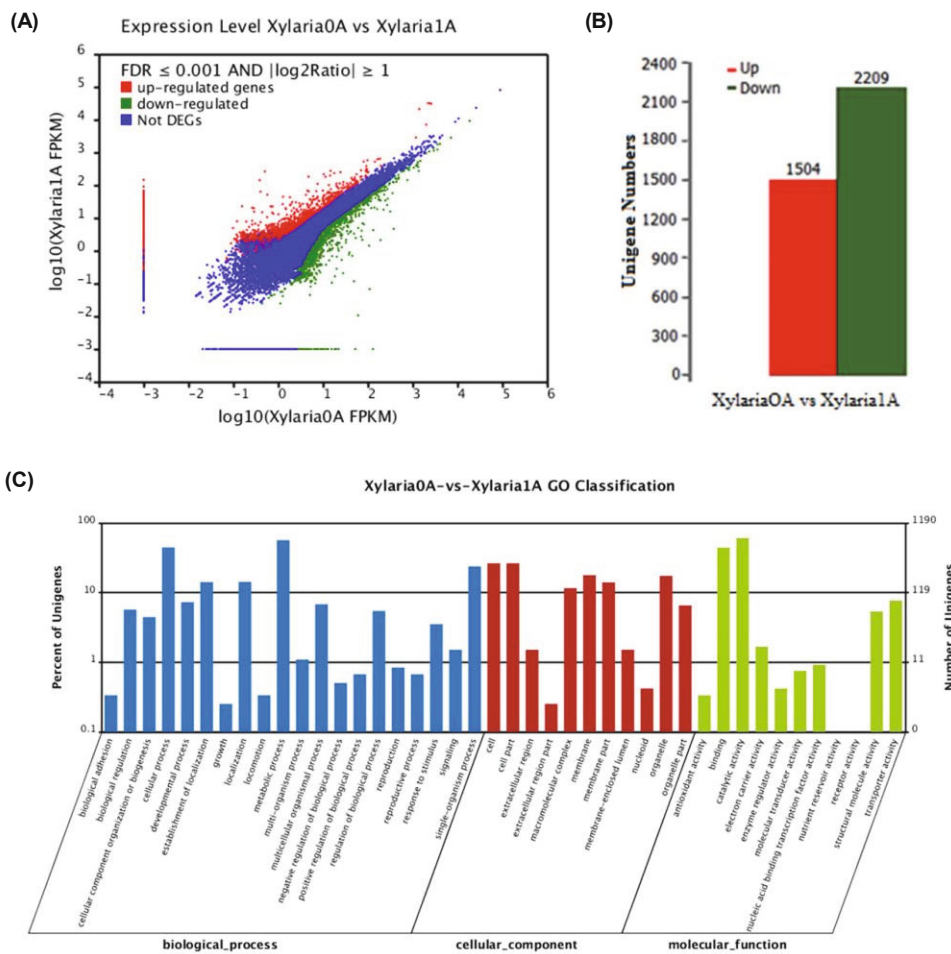 (A)
Expression Level Xylaria0A vs Xylaria1A
FDR ≤ 0.001 AND |log2Ratio| ≥ 1
up-regulated genes
down-regulated
Not DEGs
log10(Xylaria1A FPKM)
6
5
4
3
2
1
0
-1
-2
-3
-4
-4
-3
-2
-1
0
1
2
3
4
5
6
log10(Xylaria0A FPKM)
(B)
Up
Down
Unigene Numbers
2400
2100
1800
1500
1200
900
600
300
0
1504
2209
XylariaOA vs Xylaria1A
(C)
Xylaria0A-vs-Xylaria1A GO Classification
Percent of Unigenes
100
10
1
0.1
Number of Unigenes
1190
119
11
0
biological adhesion
biological regulation
cellular component organization or biogenesis
cellular process
developmental process
establishment of localization
growth
localization
locomotion
metabolic process
multi-organism process
multicellular organismal process
negative regulation of biological process
positive regulation of biological process
regulation of biological process
reproduction
reproductive process
response to stimulus
signaling
single-organism process
cell
cell part
extracellular region
extracellular region part
macromolecular complex
membrane
membrane part
membrane-enclosed lumen
nucleoid
organelle
organelle part
antioxidant activity
binding
catalytic activity
electron carrier activity
enzyme regulator activity
molecular transducer activity
nucleic acid binding transcription factor activity
nutrient reservoir activity
receptor activity
structural molecule activity
transporter activity
biological_process
cellular_component
molecular_function